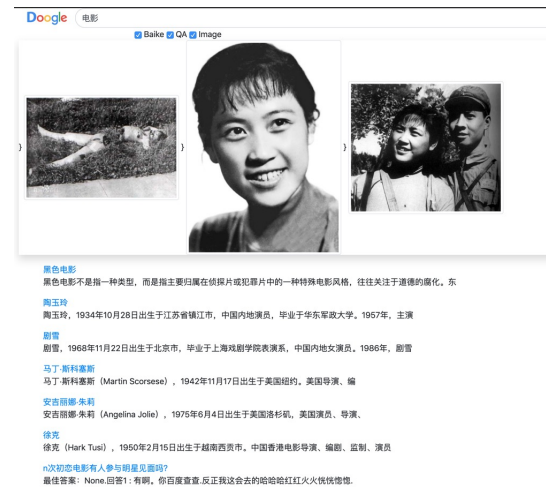 Doogle
电影
Baike QA Image
} } }
黑色电影
黑色电影不是指一种类型，而是指主要归属在侦探片或犯罪片中的一种特殊电影风格，往往关注于道德的腐化。东
陶玉玲
陶玉玲，1934年10月28日出生于江苏省镇江市，中国内地演员，毕业于华东军政大学。1957年，主演
剧雪
剧雪，1968年11月22日出生于北京市，毕业于上海戏剧学院表演系，中国内地女演员。1986年，剧雪
马丁·斯科塞斯
马丁·斯科塞斯（Martin Scorsese），1942年11月17日出生于美国纽约。美国导演、编
安吉丽娜·朱莉
安吉丽娜·朱莉（Angelina Jolie），1975年6月4日出生于美国洛杉矶，美国演员、导演、
徐克
徐克（Hark Tusi），1950年2月15日出生于越南西贡市。中国香港电影导演、编剧、监制、演员
n次初恋电影有人参与明星见面吗？
最佳答案：None.回答1：有啊。你百度查查.反正我这会去的哈哈哈红红火火恍恍惚惚.